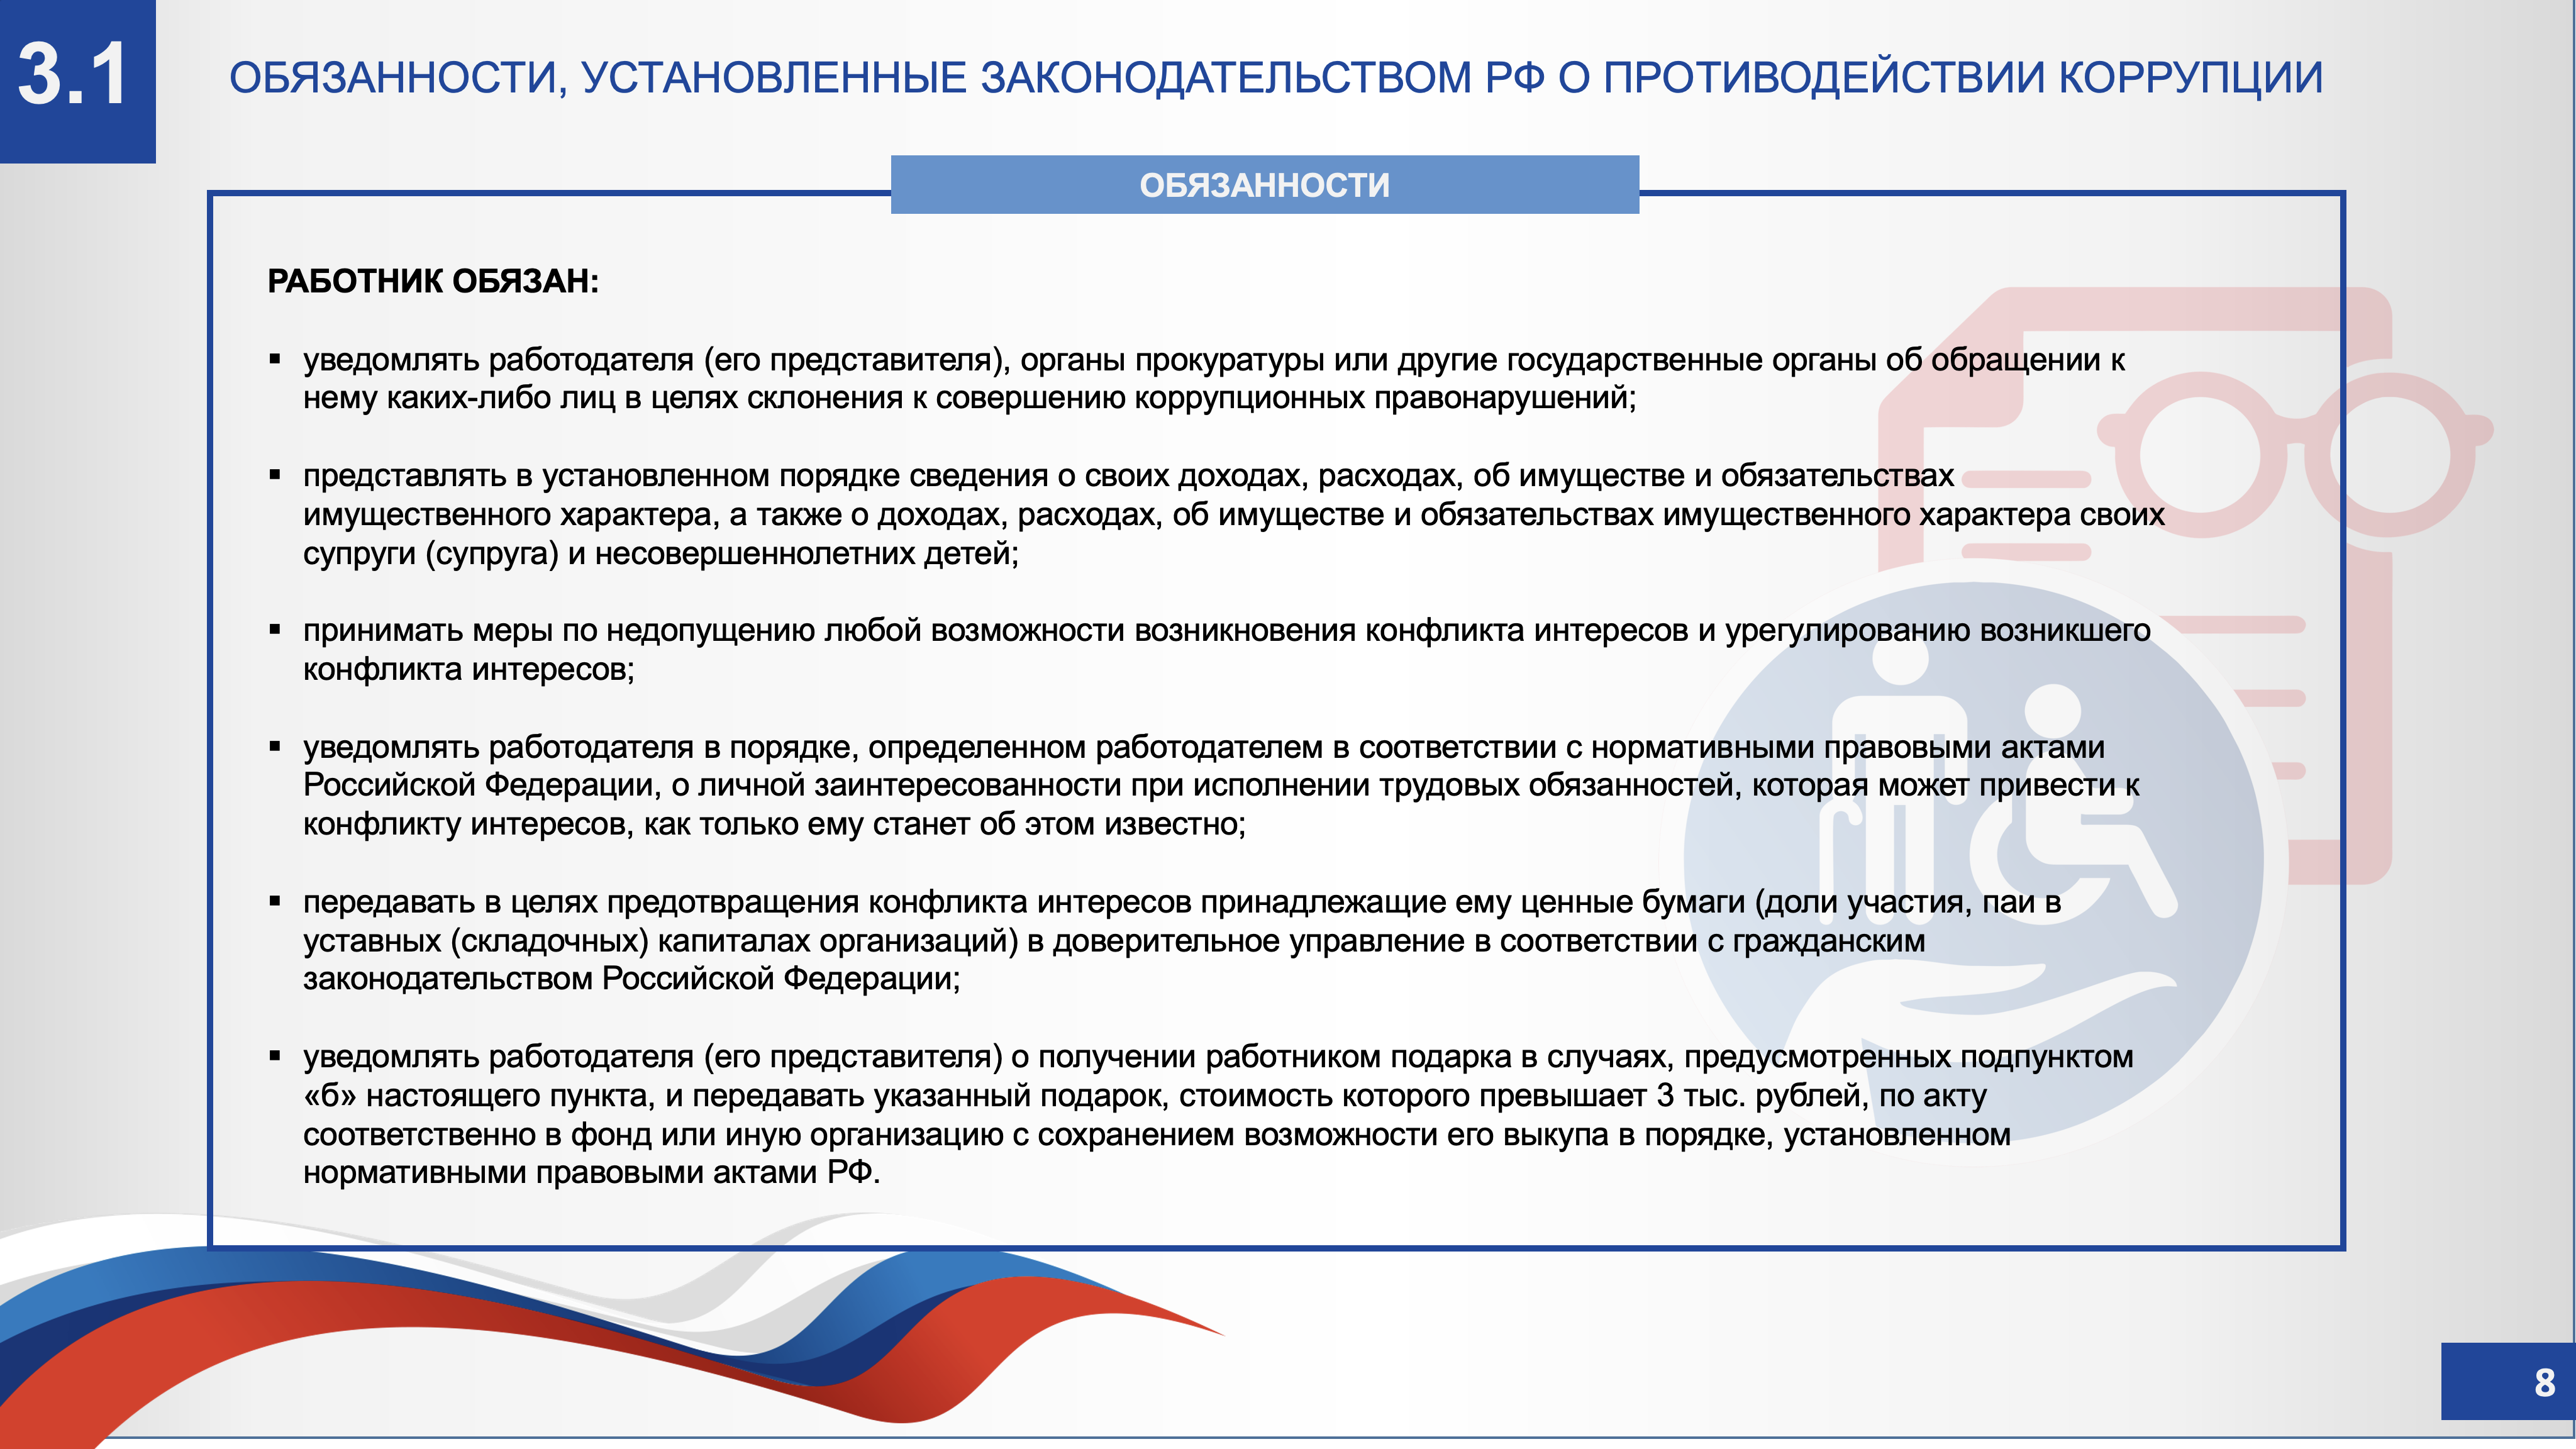 3.1
ОБЯЗАННОСТИ, УСТАНОВЛЕННЫЕ ЗАКОНОДАТЕЛЬСТВОМ РФ О ПРОТИВОДЕЙСТВИИ КОРРУПЦИИ
ОБЯЗАННОСТИ
РАБОТНИК ОБЯЗАН:
▪ уведомлять работодателя (его представителя), органы прокуратуры или другие государственные органы об обращении к
нему каких-либо лиц в целях склонения к совершению коррупционных правонарушений;
▪ представлять в установленном порядке сведения о своих доходах, расходах, об имуществе и обязательствах
имущественного характера, а также о доходах, расходах, об имуществе и обязательствах имущественного характера своих
супруги (супруга) и несовершеннолетних детей;
▪ принимать меры по недопущению любой возможности возникновения конфликта интересов и урегулированию возникшего
конфликта интересов;
▪ уведомлять работодателя в порядке, определенном работодателем в соответствии с нормативными правовыми актами
Российской Федерации, о личной заинтересованности при исполнении трудовых обязанностей, которая может привести к
конфликту интересов, как только ему станет об этом известно;
▪ передавать в целях предотвращения конфликта интересов принадлежащие ему ценные бумаги (доли участия, паи в
уставных (складочных) капиталах организаций) в доверительное управление в соответствии с гражданским
законодательством Российской Федерации;
▪ уведомлять работодателя (его представителя) о получении работником подарка в случаях, предусмотренных подпунктом
«б» настоящего пункта, и передавать указанный подарок, стоимость которого превышает 3 тыс. рублей, по акту
соответственно в фонд или иную организацию с сохранением возможности его выкупа в порядке, установленном
нормативными правовыми актами РФ.
8